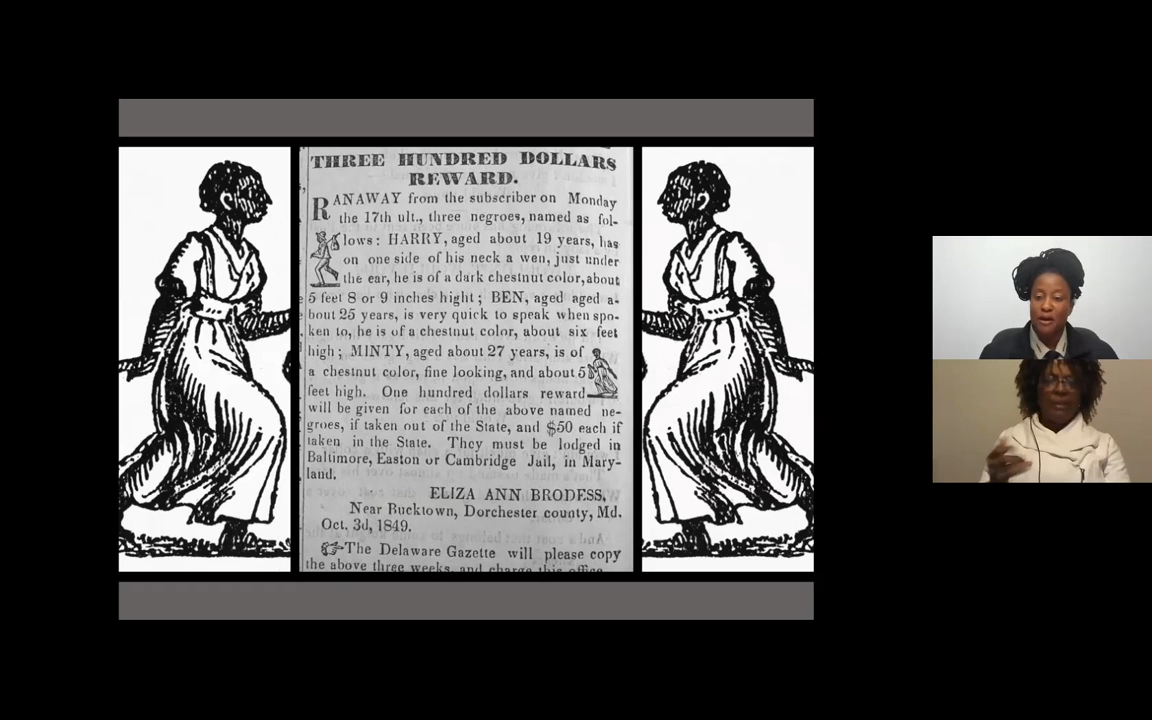 THREE HUNDRED DOLLARS
REWARD.
RANAWAY from the subscriber on Monday
the 17th ult., three negroes, named as fol-
lows: HARRY, aged about 19 years, has
on one side of his neck a wen, just under
the ear, he is of a dark chestnut color, about
5 feet 8 or 9 inches hight; BEN, aged aged a-
bout 25 years, is very quick to speak when spo-
ken to, he is of a chestnut color, about six feet
high; MINTY, aged about 27 years, is of
a chestnut color, fine looking, and about 5
feet high. One hundred dollars reward
will be given for each of the above named ne-
groes, if taken out of the State, and $50 each if
taken in the State. They must be lodged in
Baltimore, Easton or Cambridge Jail, in Mary-
land.
ELIZA ANN BRODESS,
Near Bucktown, Dorchester county, Md.
Oct. 3d, 1849.
The Delaware Gazette will please copy
the above three weeks, and charge this office.